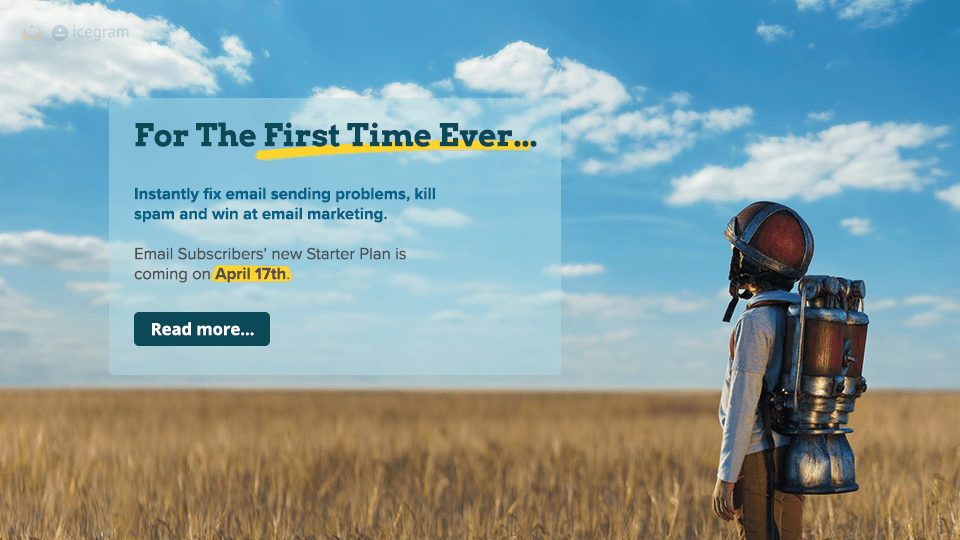 icegram
For The First Time Ever...
Instantly fix email sending problems, kill
spam and win at email marketing.
Email Subscribers’ new Starter Plan is
coming on April 17th.
Read more...